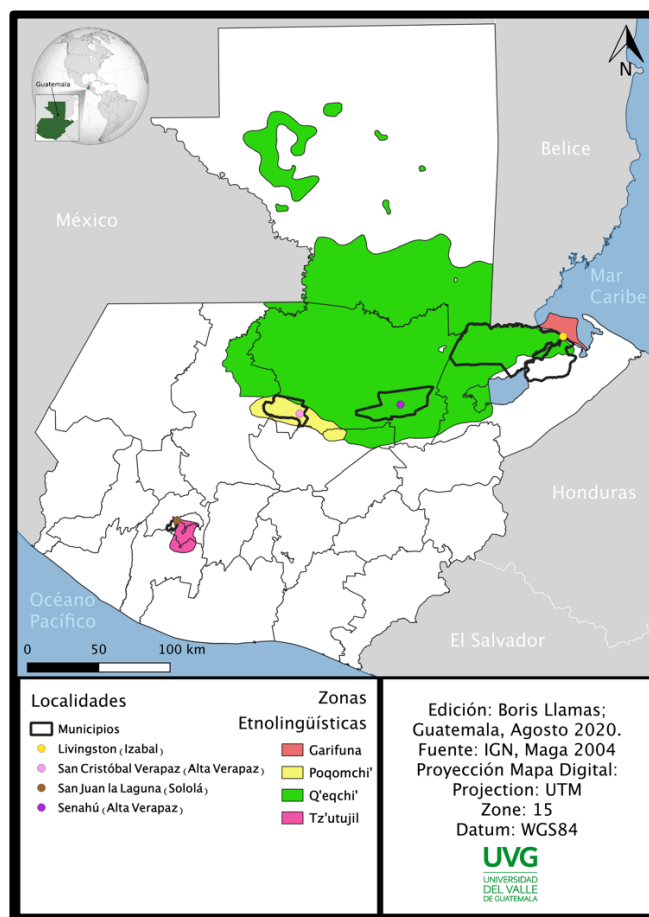 Guatemala
N
Belice
México
Mar
Caribe
Honduras
Océano
Pacífico
El Salvador
0 50 100 km
Localidades
Municipios
Livingston (Izabal)
San Cristóbal Verapaz (Alta Verapaz)
San Juan la Laguna (Sololá)
Senahú (Alta Verapaz)
Zonas
Etnolingüísticas
Garifuna
Poqomchi'
Q'eqchi'
Tz'utujil
Edición: Boris Llamas;
Guatemala, Agosto 2020.
Fuente: IGN, Maga 2004
Proyección Mapa Digital:
Projection: UTM
Zone: 15
Datum: WGS84
UVG
UNIVERSIDAD
DEL VALLE
DE GUATEMALA